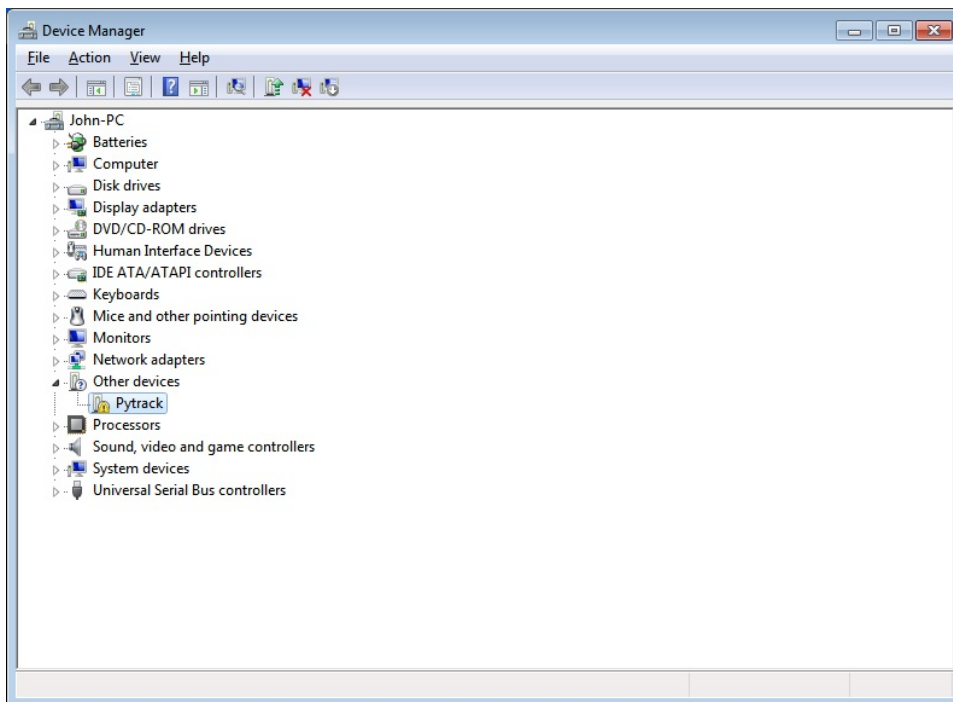 Device Manager
File Action View Help
John-PC
Batteries
Computer
Disk drives
Display adapters
DVD/CD-ROM drives
Human Interface Devices
IDE ATA/ATAPI controllers
Keyboards
Mice and other pointing devices
Monitors
Network adapters
Other devices
Pytrack
Processors
Sound, video and game controllers
System devices
Universal Serial Bus controllers